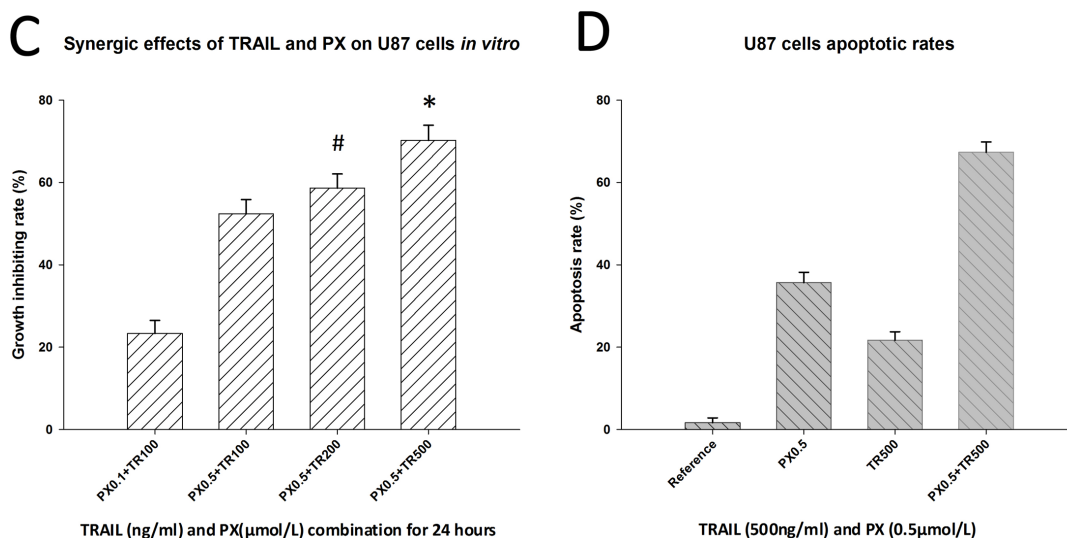 C
Synergic effects of TRAIL and PX on U87 cells in vitro
Growth inhibiting rate (%)
80
60
40
20
0
#
*
PX0.1+TR100
PX0.5+TR100
PX0.5+TR200
PX0.5+TR500
TRAIL (ng/ml) and PX(μmol/L) combination for 24 hours
D
U87 cells apoptotic rates
Apoptosis rate (%)
80
60
40
20
0
Reference
PX0.5
TR500
PX0.5+TR500
TRAIL (500ng/ml) and PX (0.5μmol/L)